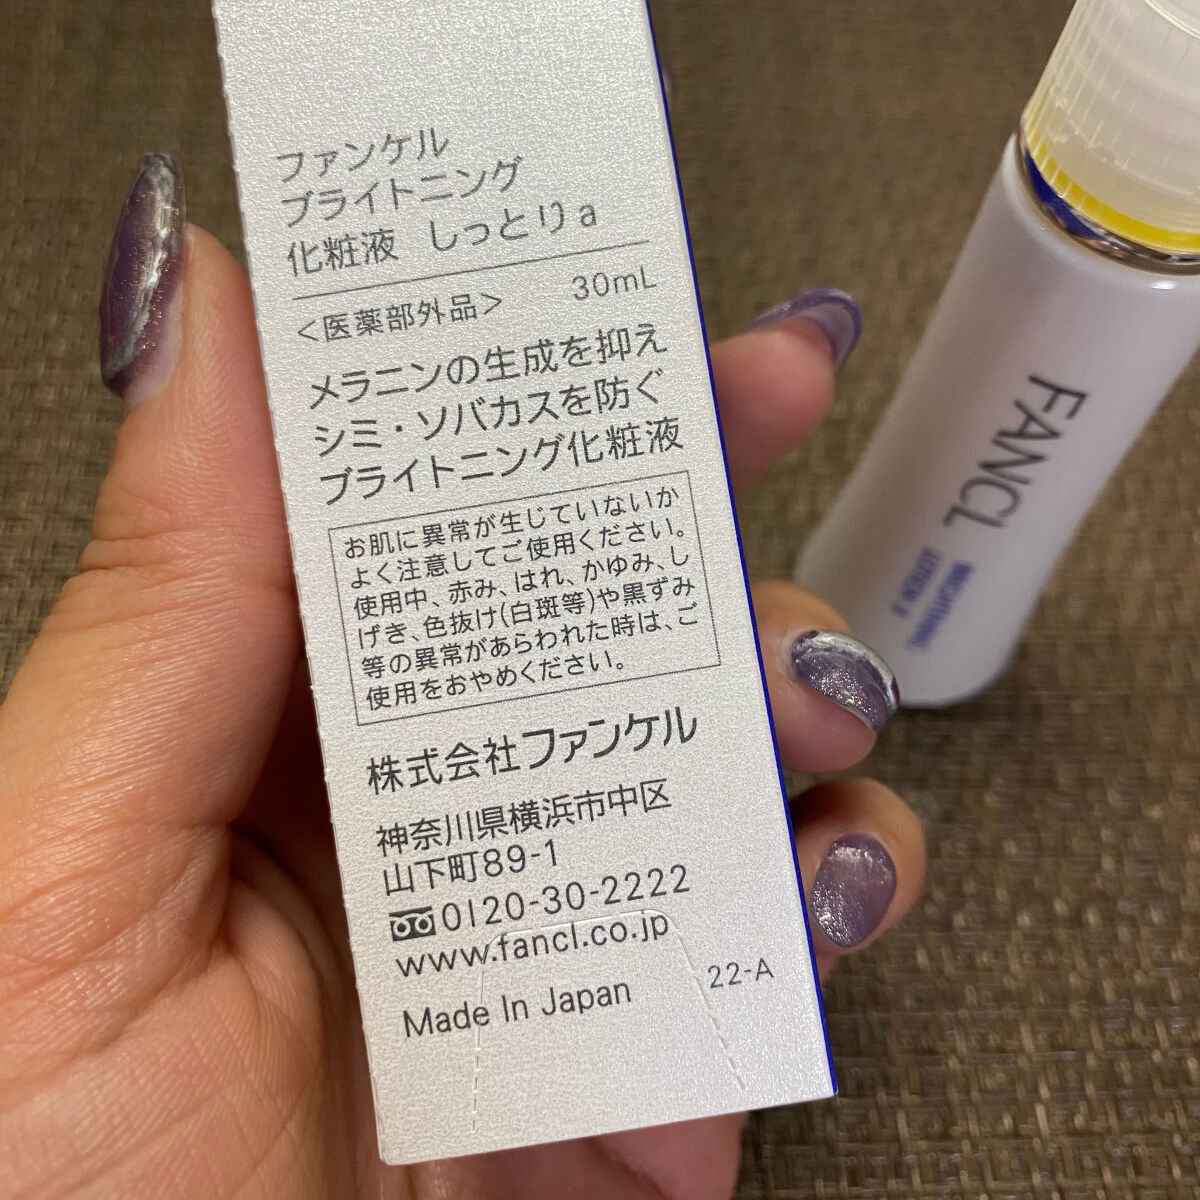 ファンケル
ブライトニング
化粧液 しっとり a
<医薬部外品> 30mL
メラニンの生成を抑え
シミ・ソバカスを防ぐ
ブライトニング化粧液
お肌に異常が生じていないか
よく注意してご使用ください。
使用中、赤み、はれ、かゆみ、し
げき、色抜け(白斑等)や黒ずみ
等の異常があらわれた時は、ご
使用をおやめください。
株式会社ファンケル
神奈川県横浜市中区
山下町89-1
0120-30-2222
www.fancl.co.jp
Made In Japan 22-A
FANCL
BRIGHTENING
LOTION II